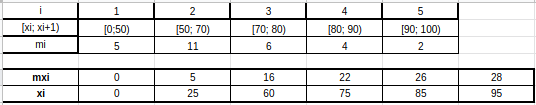 i 1 2 3 4 5
[xi; xi+1) [0;50) [50; 70) [70; 80) [80; 90) [90; 100)
mi 5 11 6 4 2
mxi 0 5 16 22 26 28
xi 0 25 60 75 85 95